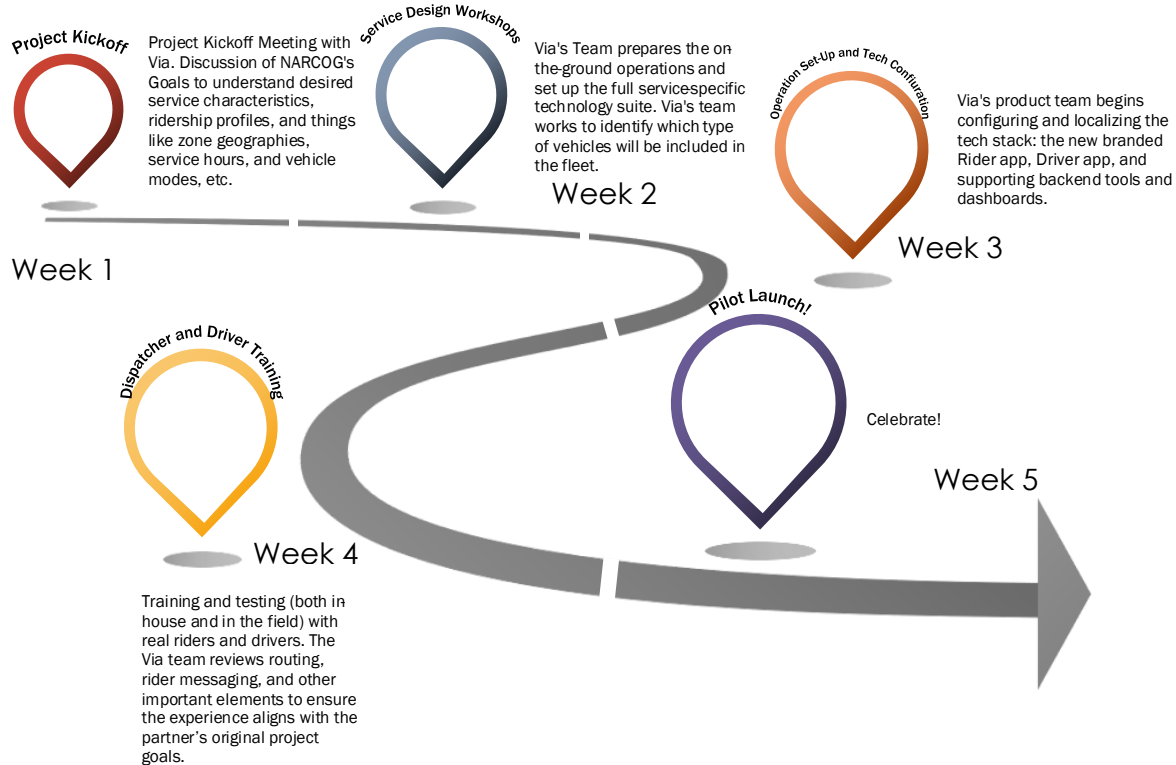 Project Kickoff
Project Kickoff Meeting with
Via. Discussion of NARCOG's
Goals to understand desired
service characteristics,
ridership profiles, and things
like zone geographies,
service hours, and vehicle
modes, etc.
Week 1
Service Design Workshops
Via's Team prepares the on-
the-ground operations and
set up the full service-specific
technology suite. Via's team
works to identify which type
of vehicles will be included in
the fleet.
Week 2
Operation Set-Up and Tech Confiuration
Via's product team begins
configuring and localizing the
tech stack: the new branded
Rider app, Driver app, and
supporting backend tools and
dashboards.
Week 3
Dispatcher and Driver Training
Week 4
Training and testing (both in-
house and in the field) with
real riders and drivers. The
Via team reviews routing,
rider messaging, and other
important elements to ensure
the experience aligns with the
partner’s original project
goals.
Pilot Launch!
Celebrate!
Week 5